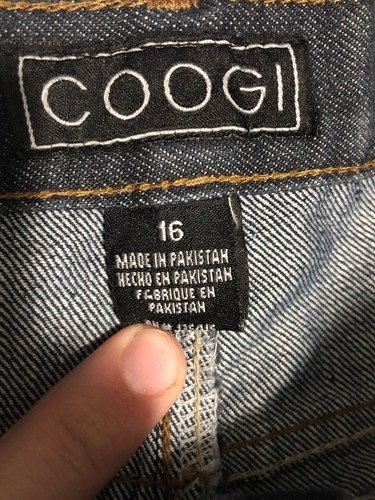 COOGI
16
MADE IN PAKISTAN
HECHO EN PAKISTAN
FABRIQUE EN
PAKISTAN